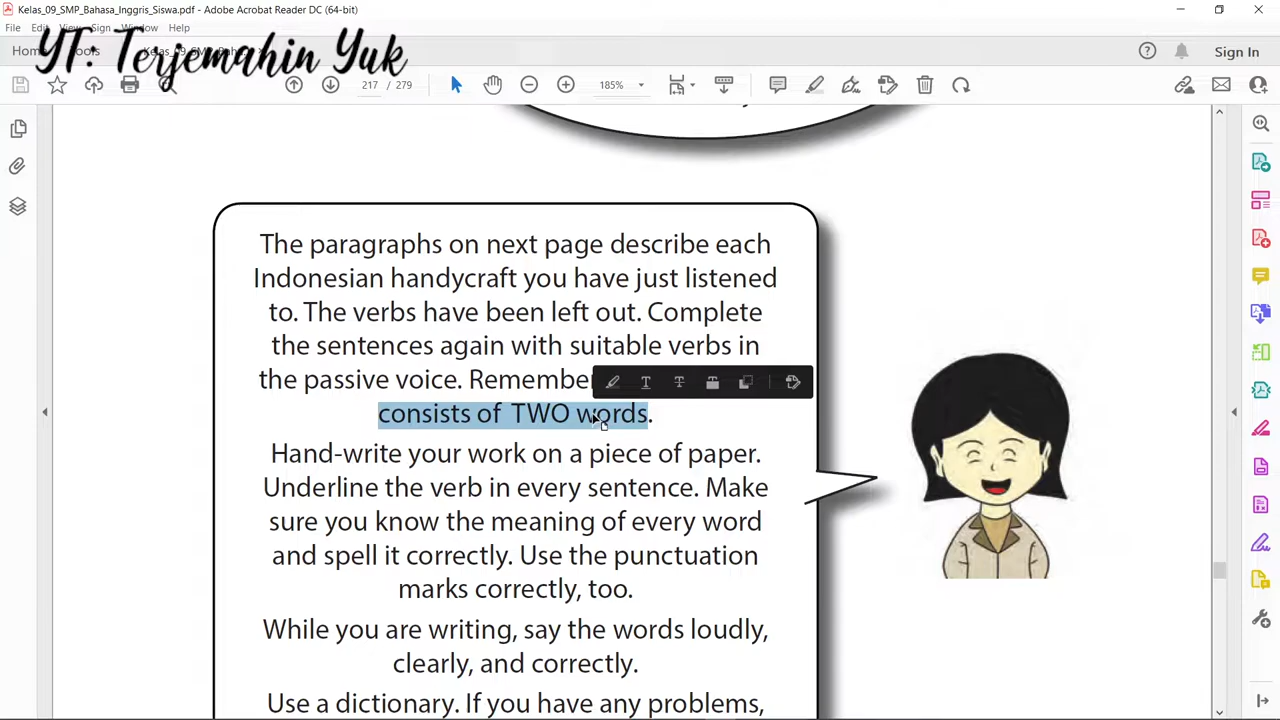 Kelas_09_SMP_Bahasa_Inggris_Siswa.pdf - Adobe Acrobat Reader DC (64-bit)
File Edit View Sign Window Help
YT: Terjemahin Yuk
Home Tools
Sign In
217 / 279
185%
The paragraphs on next page describe each
Indonesian handycraft you have just listened
to. The verbs have been left out. Complete
the sentences again with suitable verbs in
the passive voice. Remember
consists of TWO words.
Hand-write your work on a piece of paper.
Underline the verb in every sentence. Make
sure you know the meaning of every word
and spell it correctly. Use the punctuation
marks correctly, too.
While you are writing, say the words loudly,
clearly, and correctly.
Use a dictionary. If you have any problems,